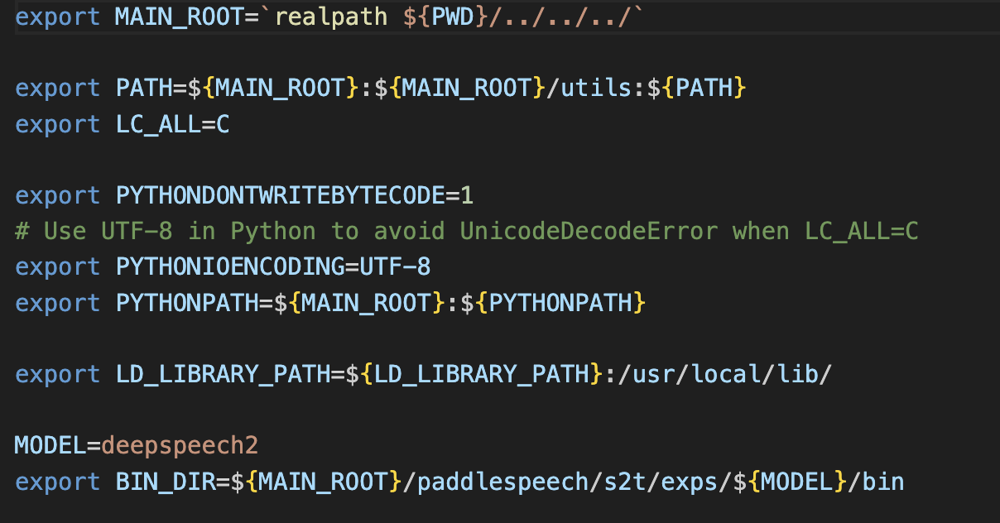 export MAIN_ROOT=`realpath ${PWD}/../../../`
export PATH=${MAIN_ROOT}:${MAIN_ROOT}/utils:${PATH}
export LC_ALL=C
export PYTHONDONTWRITEBYTECODE=1
# Use UTF-8 in Python to avoid UnicodeDecodeError when LC_ALL=C
export PYTHONIOENCODING=UTF-8
export PYTHONPATH=${MAIN_ROOT}:${PYTHONPATH}
export LD_LIBRARY_PATH=${LD_LIBRARY_PATH}:/usr/local/lib/
MODEL=deepspeech2
export BIN_DIR=${MAIN_ROOT}/paddlespeech/s2t/exps/${MODEL}/bin